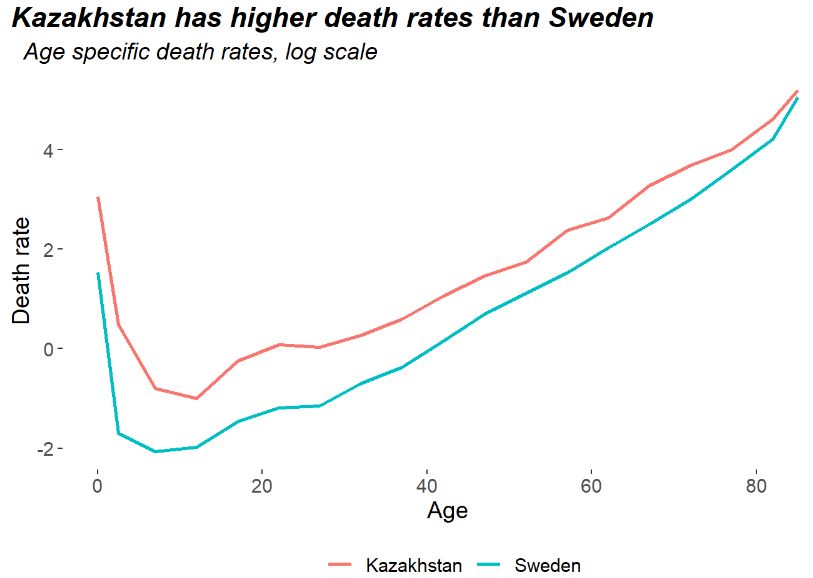 Kazakhstan has higher death rates than Sweden
Age specific death rates, log scale
Death rate
4
2
0
-2
0 20 40 60 80
Age
Kazakhstan Sweden